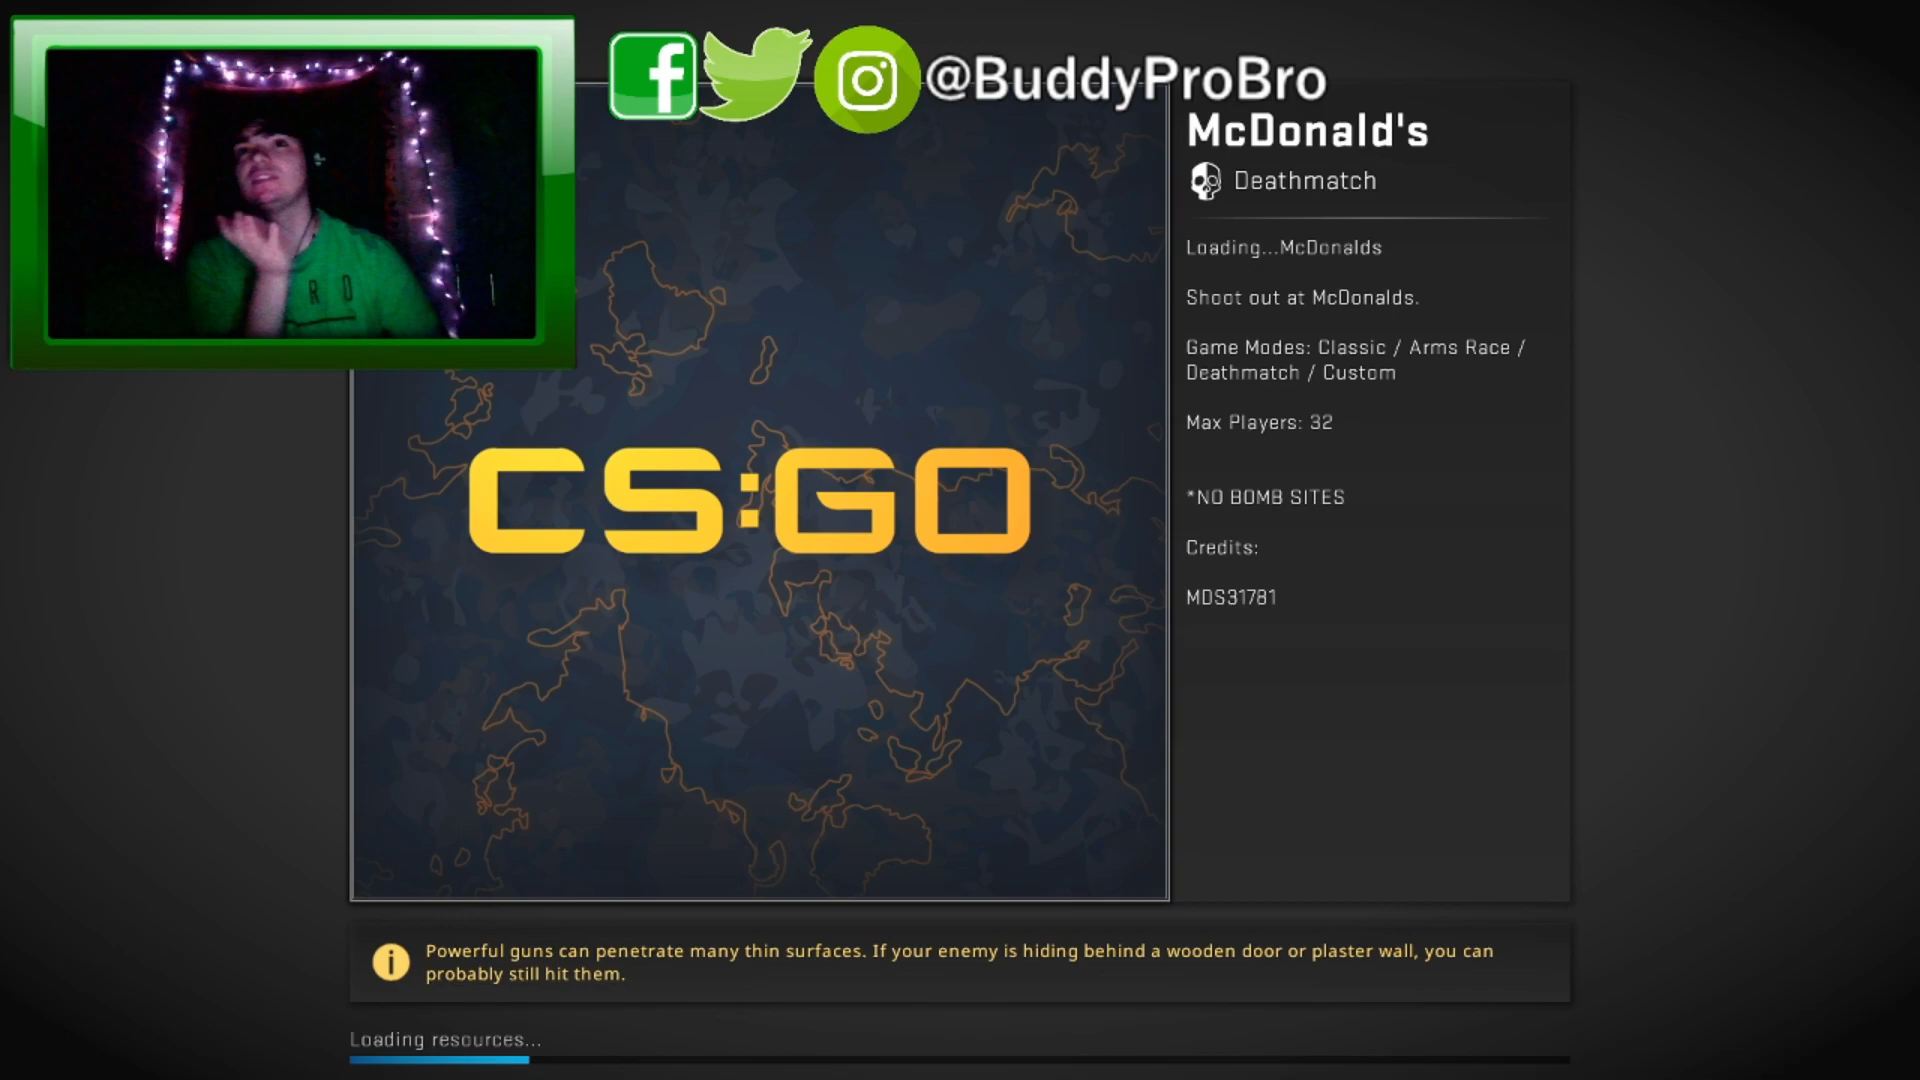 f @BuddyProBro
McDonald's
Deathmatch
Loading...McDonalds
Shoot out at McDonalds.
Game Modes: Classic / Arms Race /
Deathmatch / Custom
Max Players: 32
*NO BOMB SITES
Credits:
MDS31781
R D
CS:GO
i
Powerful guns can penetrate many thin surfaces. If your enemy is hiding behind a wooden door or plaster wall, you can
probably still hit them.
Loading resources...